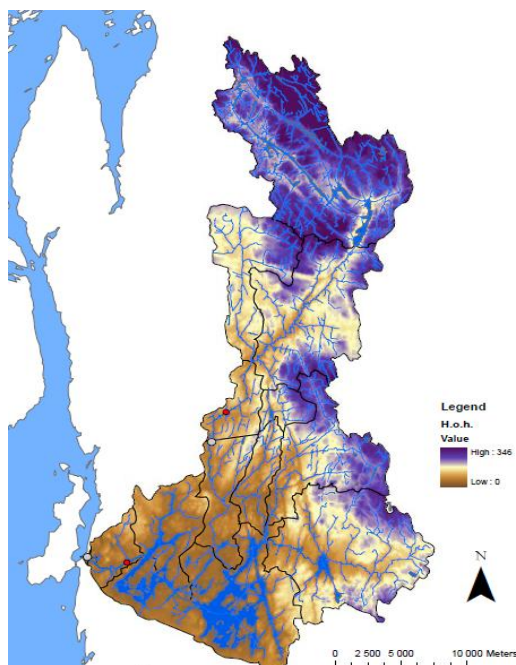 Legend
H.o.h.
Value
High : 346
Low : 0
N
0 2 500 5 000 10 000 Meters